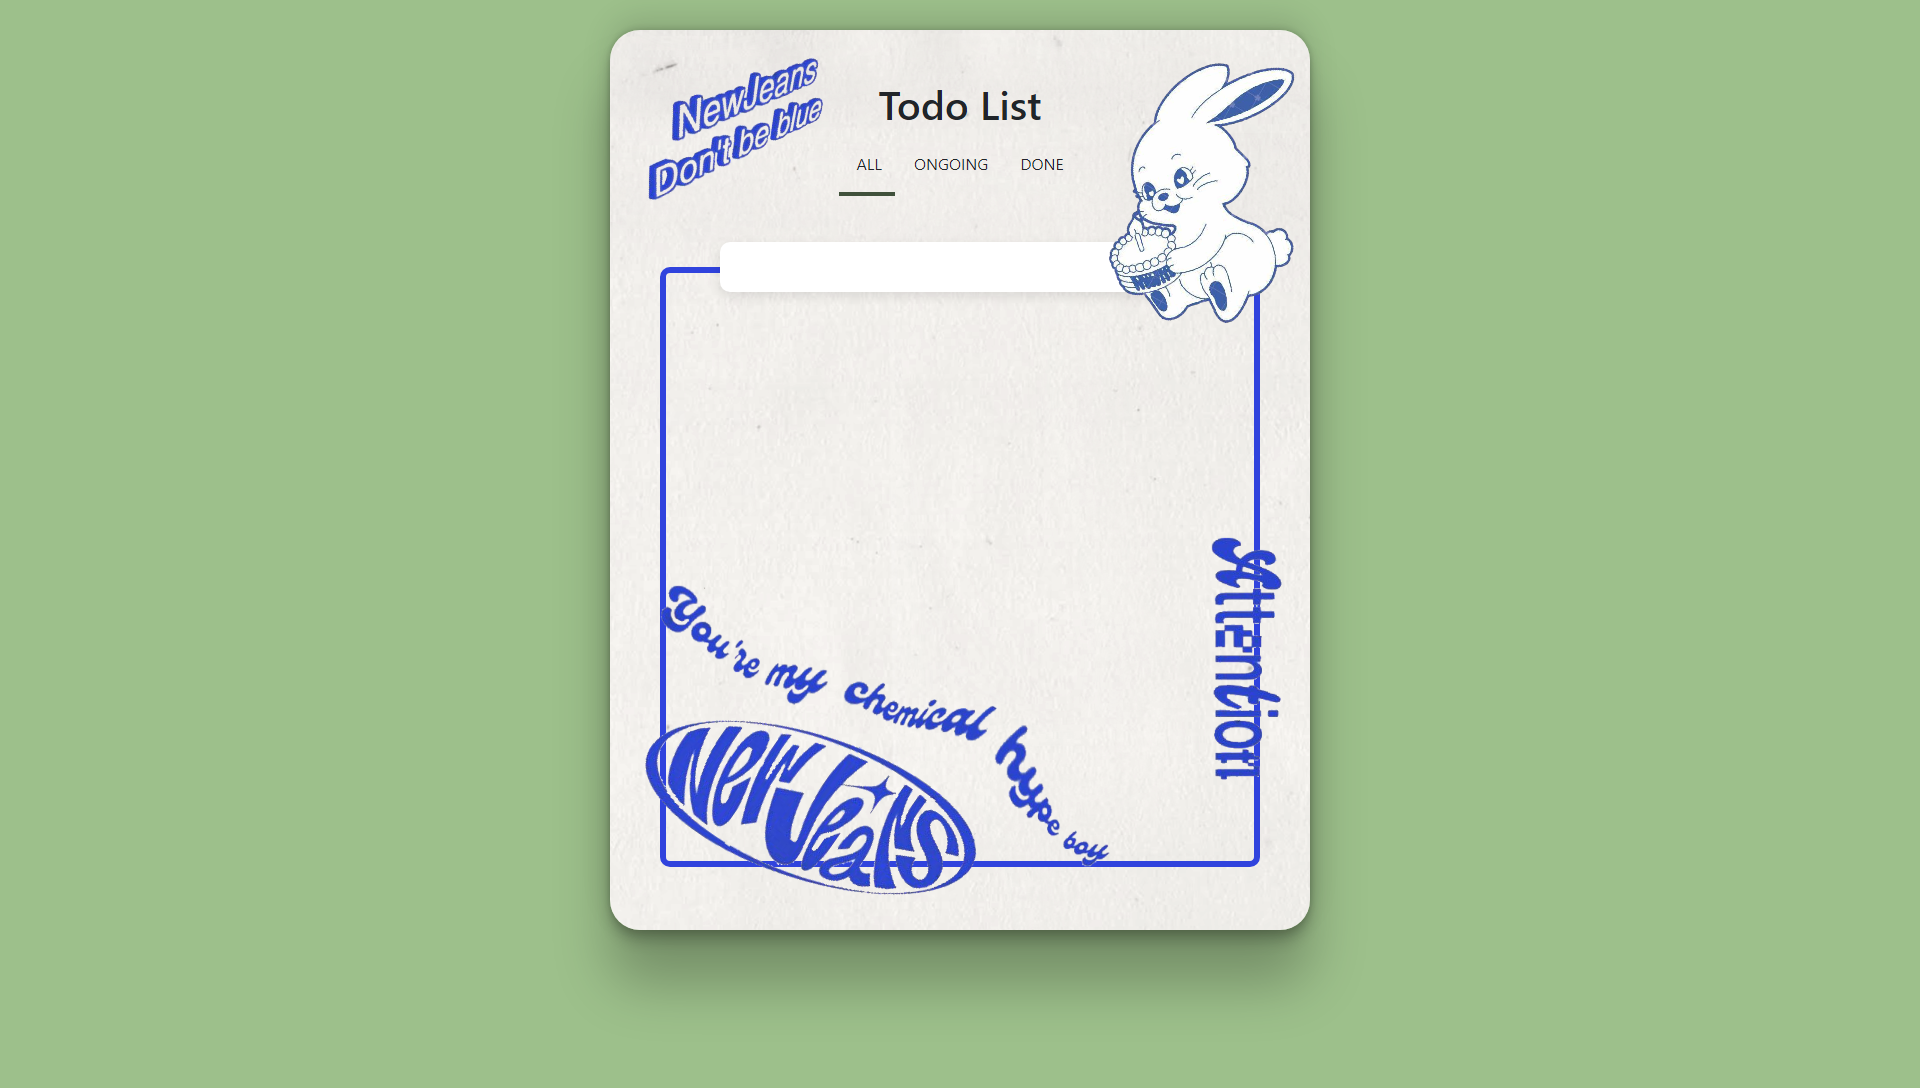 NewJeans
Don't be blue
Todo List
ALL ONGOING DONE
Attention
You're my chemical hype boy
NewJeans